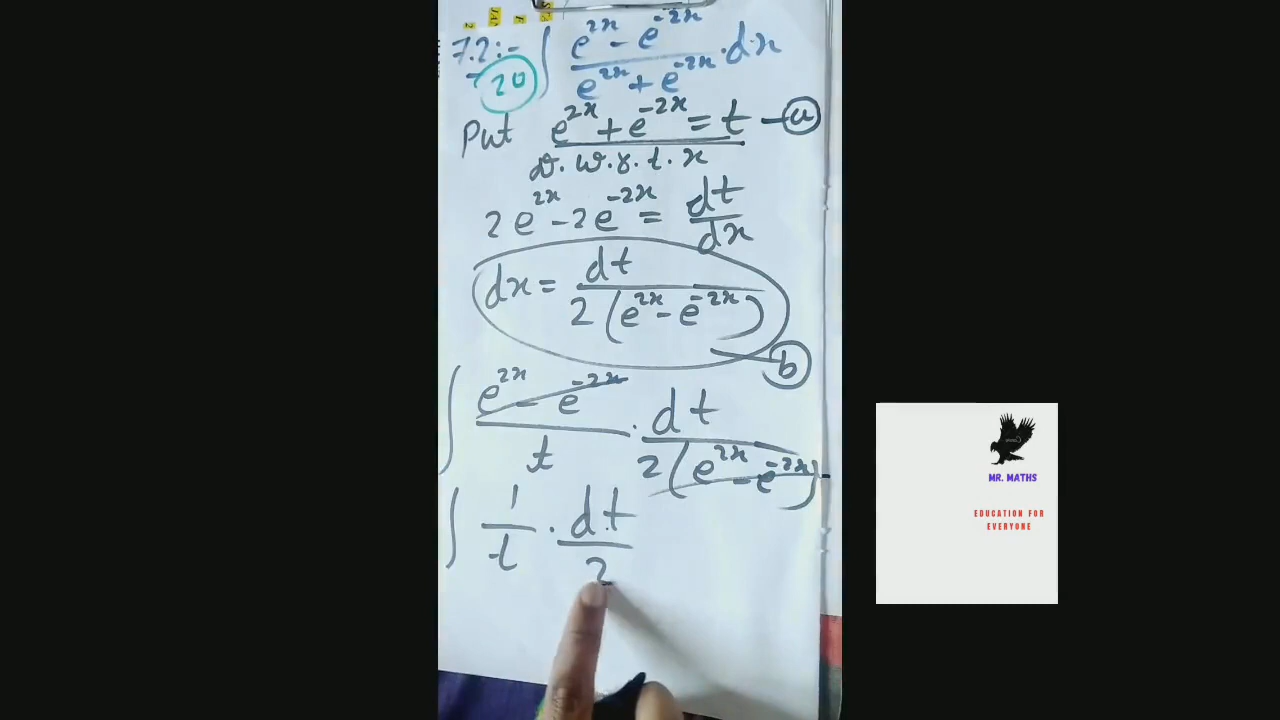 7.2:-
20
∫ e^2x - e^-2x / e^2x + e^-2x . dx
Put e^2x + e^-2x = t - (a)
D. w. r. t. x
2e^2x - 2e^-2x = dt/dx
dx = dt / 2(e^2x - e^-2x)
(b)
∫ e^2x - e^-2x / t . dt / 2(e^2x - e^-2x)
∫ 1/t . dt/2
MR. MATHS
EDUCATION FOR
EVERYONE